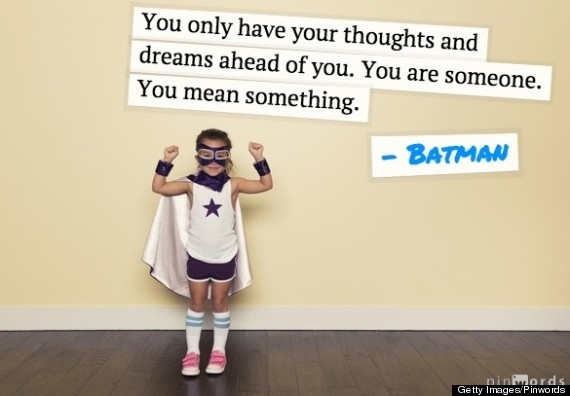 You only have your thoughts and
dreams ahead of you. You are someone.
You mean something.
- BATMAN
pinwords
Getty Images/Pinwords